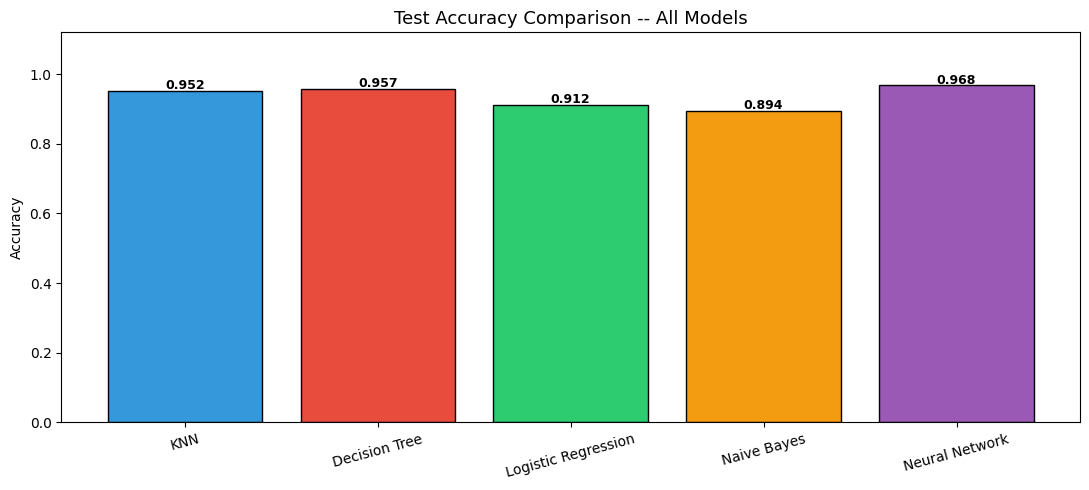 Test Accuracy Comparison -- All Models
Accuracy
1.0
0.8
0.6
0.4
0.2
0.0
0.952
0.957
0.912
0.894
0.968
KNN
Decision Tree
Logistic Regression
Naive Bayes
Neural Network